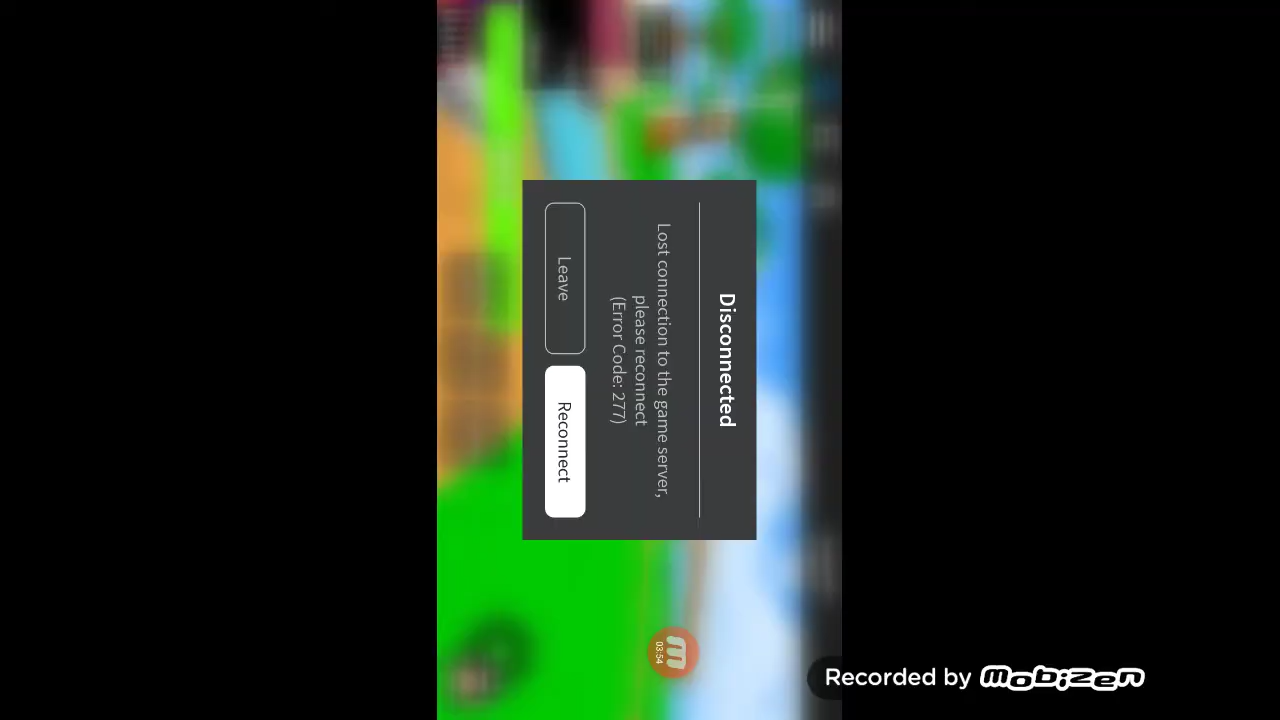 Disconnected
Lost connection to the game server,
please reconnect
(Error Code: 277)
Leave
Reconnect
03:54
Recorded by mobizen